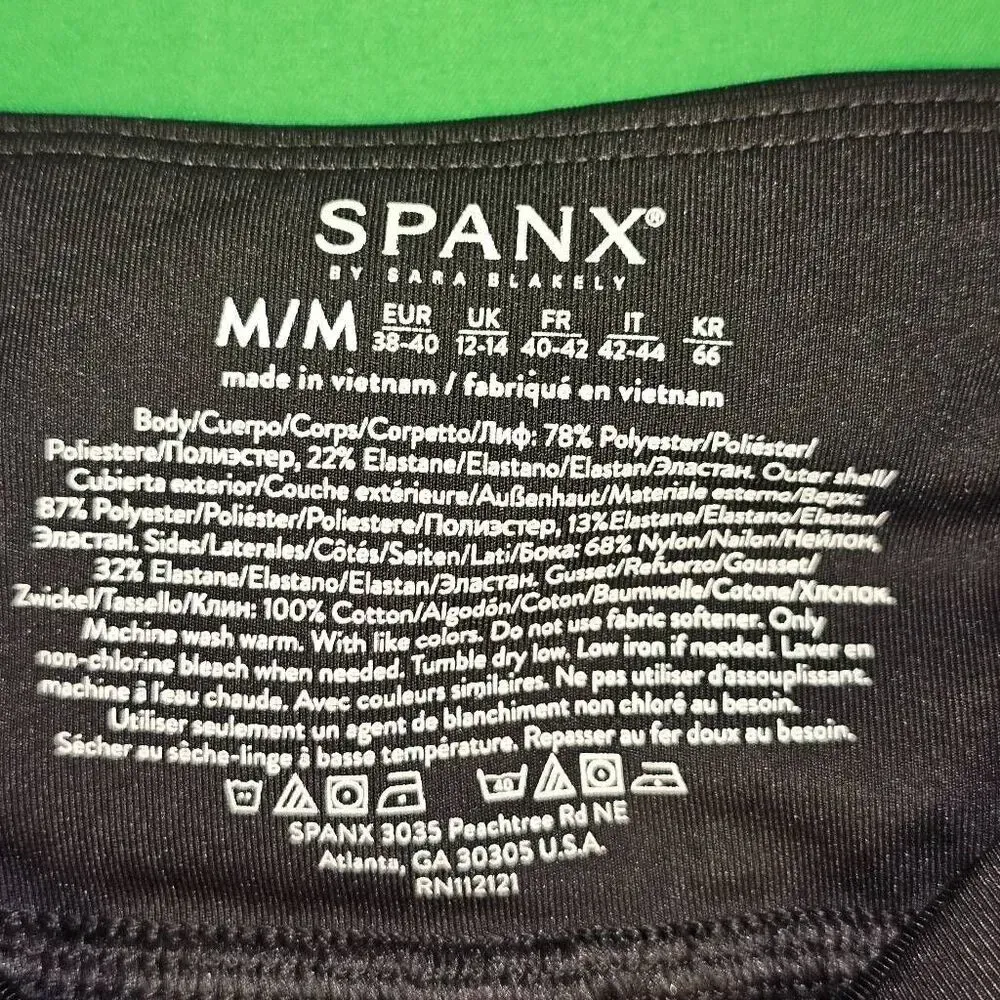 SPANX®
BY SARA BLAKELY
M/M EUR 38-40 UK 12-14 FR 40-42 IT 42-44 KR 66
made in vietnam / fabriqué en vietnam
Body/Cuerpo/Corps/Corpetto/Лиф: 78% Polyester/Poliéster/
Poliestere/Полиэстер, 22% Elastane/Elastano/Elastan/Эластан. Outer shell/
Cubierta exterior/Couche extérieure/Außenhaut/Materiale esterno/Верх:
87% Polyester/Poliéster/Poliestere/Полиэстер, 13%Elastane/Elastano/Elastan/
Эластан. Sides/Laterales/Côtés/Seiten/Lati/Бока: 68% Nylon/Nailon/Нейлон,
32% Elastane/Elastano/Elastan/Эластан. Gusset/Refuerzo/Gousset/
Zwickel/Tassello/Клин: 100% Cotton/Algodón/Coton/Baumwolle/Cotone/Хлопок.
Machine wash warm. With like colors. Do not use fabric softener. Only
non-chlorine bleach when needed. Tumble dry low. Low iron if needed. Laver en
machine à l'eau chaude. Avec couleurs similaires. Ne pas utiliser d'assouplissant.
Utiliser seulement un agent de blanchiment non chloré au besoin.
Sécher au sèche-linge à basse température. Repasser au fer doux au besoin.
40
SPANX 3035 Peachtree Rd NE
Atlanta, GA 30305 U.S.A.
RN112121